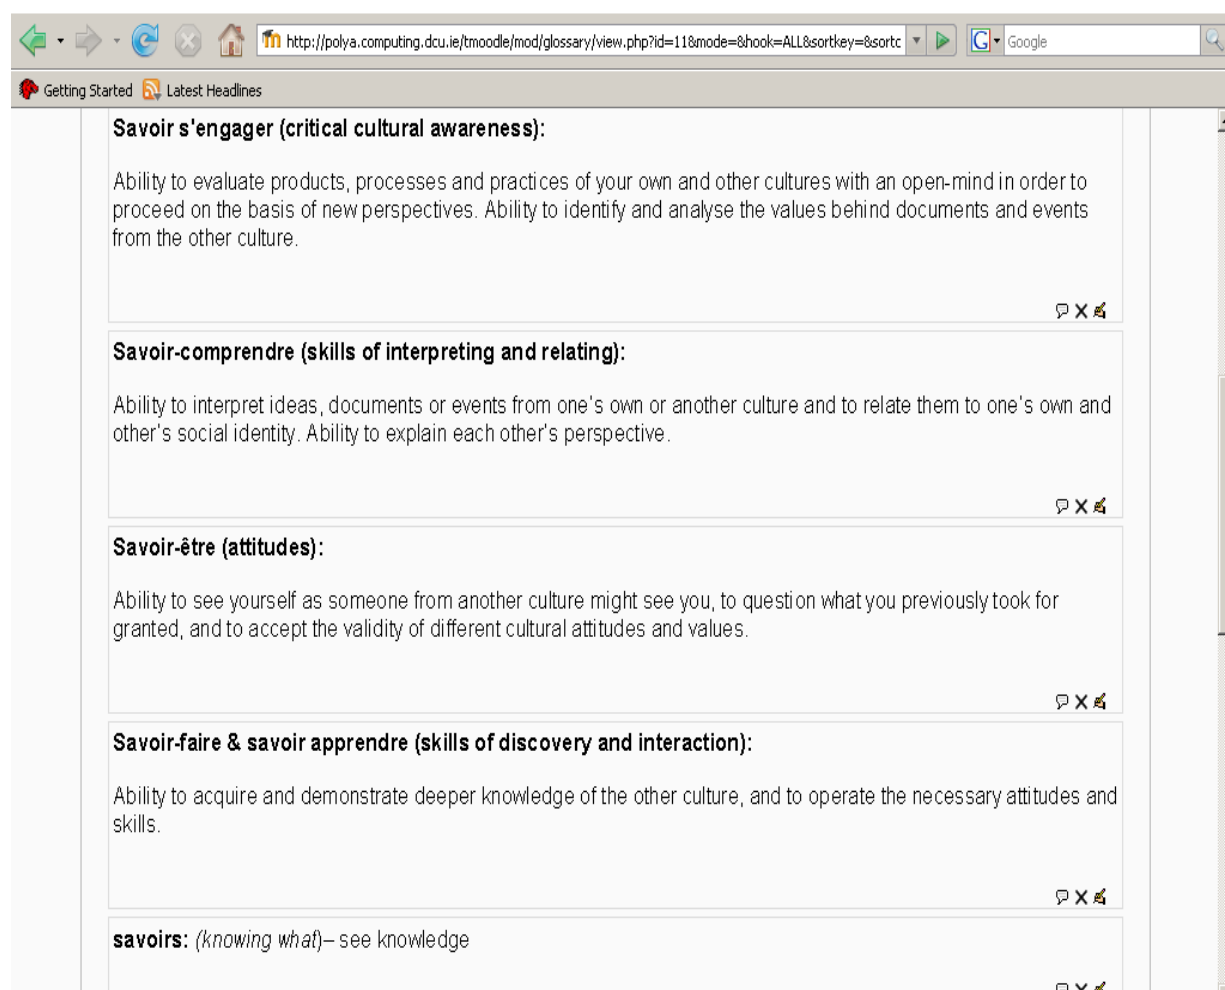 http://polya.computing.dcu.ie/tmoodle/mod/glossary/view.php?id=11&mode=&hook=ALL&sortkey=&sortc
Google
Getting Started Latest Headlines
Savoir s'engager (critical cultural awareness):
Ability to evaluate products, processes and practices of your own and other cultures with an open-mind in order to
proceed on the basis of new perspectives. Ability to identify and analyse the values behind documents and events
from the other culture.
Savoir-comprendre (skills of interpreting and relating):
Ability to interpret ideas, documents or events from one's own or another culture and to relate them to one's own and
other's social identity. Ability to explain each other's perspective.
Savoir-être (attitudes):
Ability to see yourself as someone from another culture might see you, to question what you previously took for
granted, and to accept the validity of different cultural attitudes and values.
Savoir-faire & savoir apprendre (skills of discovery and interaction):
Ability to acquire and demonstrate deeper knowledge of the other culture, and to operate the necessary attitudes and
skills.
savoirs: (knowing what)– see knowledge